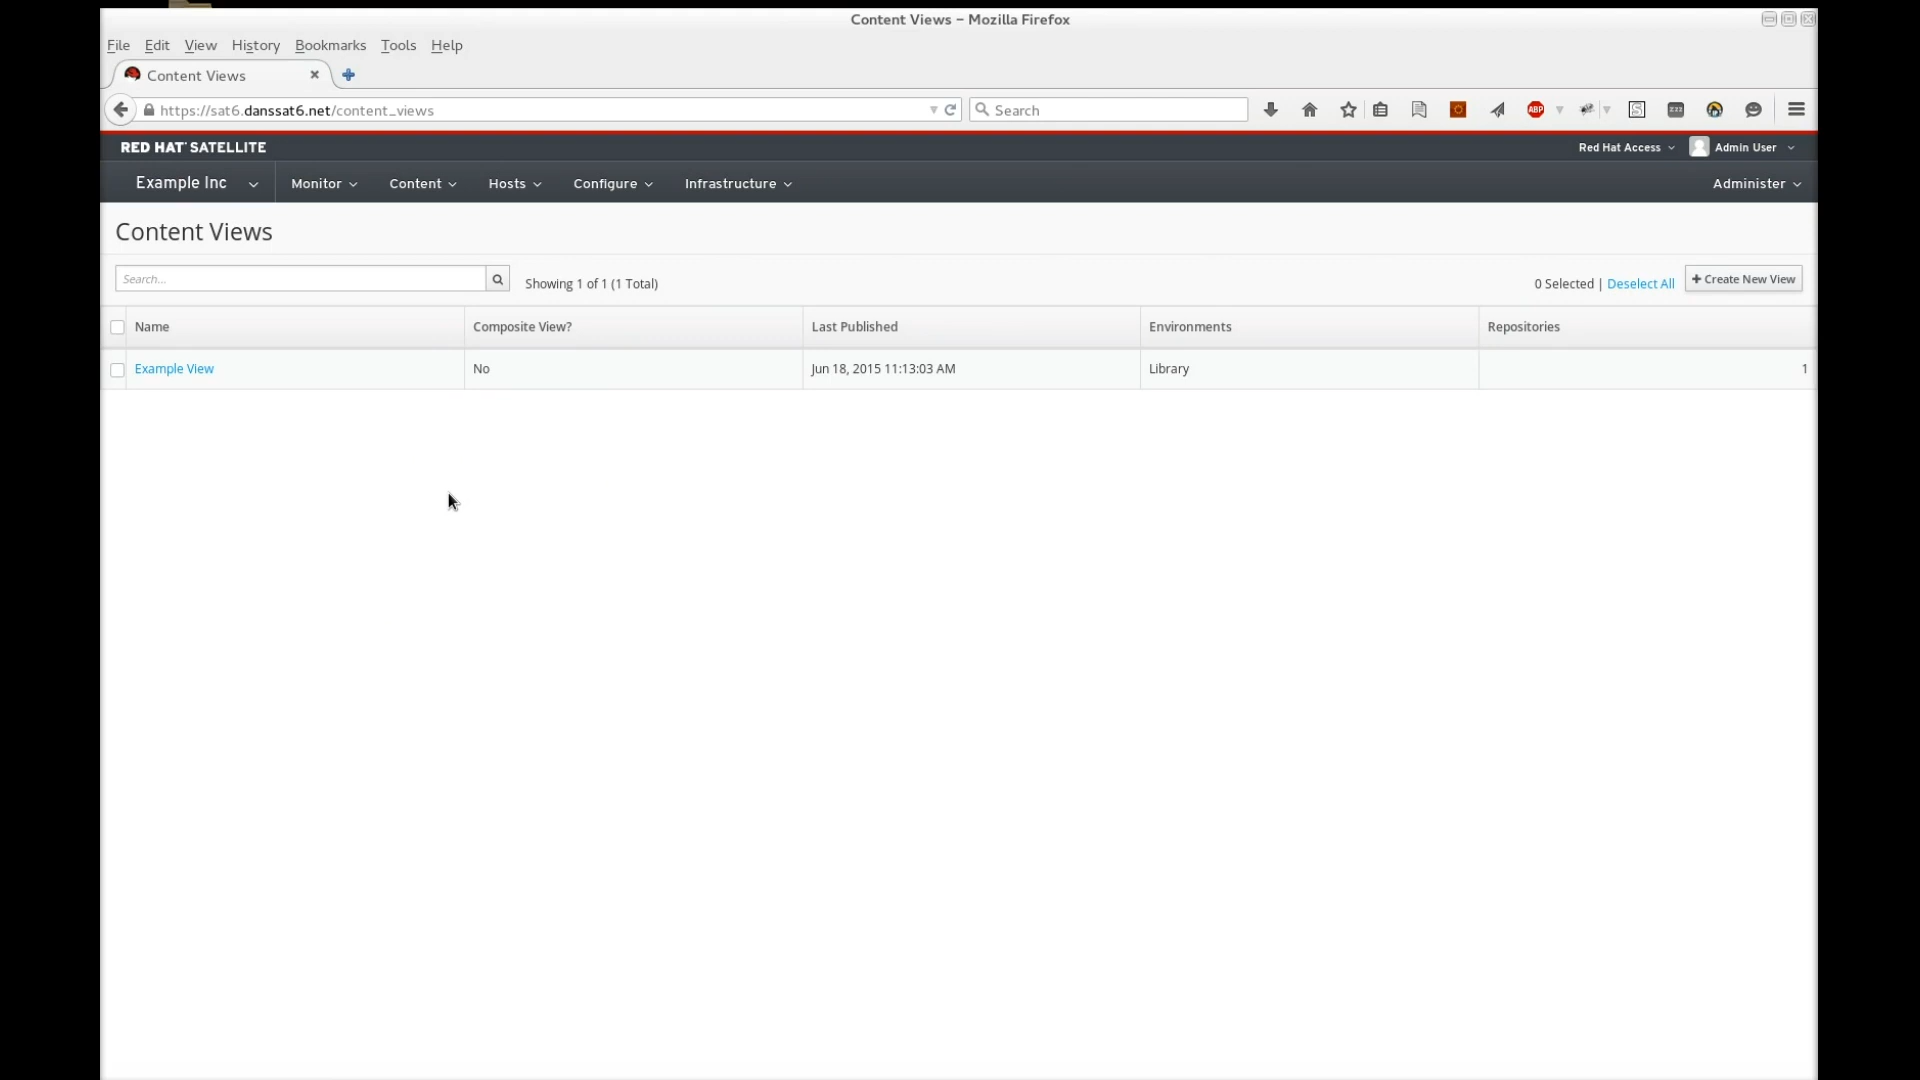 Content Views – Mozilla Firefox
File Edit View History Bookmarks Tools Help
Content Views
https://sat6.danssat6.net/content_views Search ABP S zzz
RED HAT SATELLITE Red Hat Access Admin User
Example Inc Monitor Content Hosts Configure Infrastructure Administer
Content Views
Search... Showing 1 of 1 (1 Total) 0 Selected | Deselect All + Create New View
Name Composite View? Last Published Environments Repositories
Example View No Jun 18, 2015 11:13:03 AM Library 1